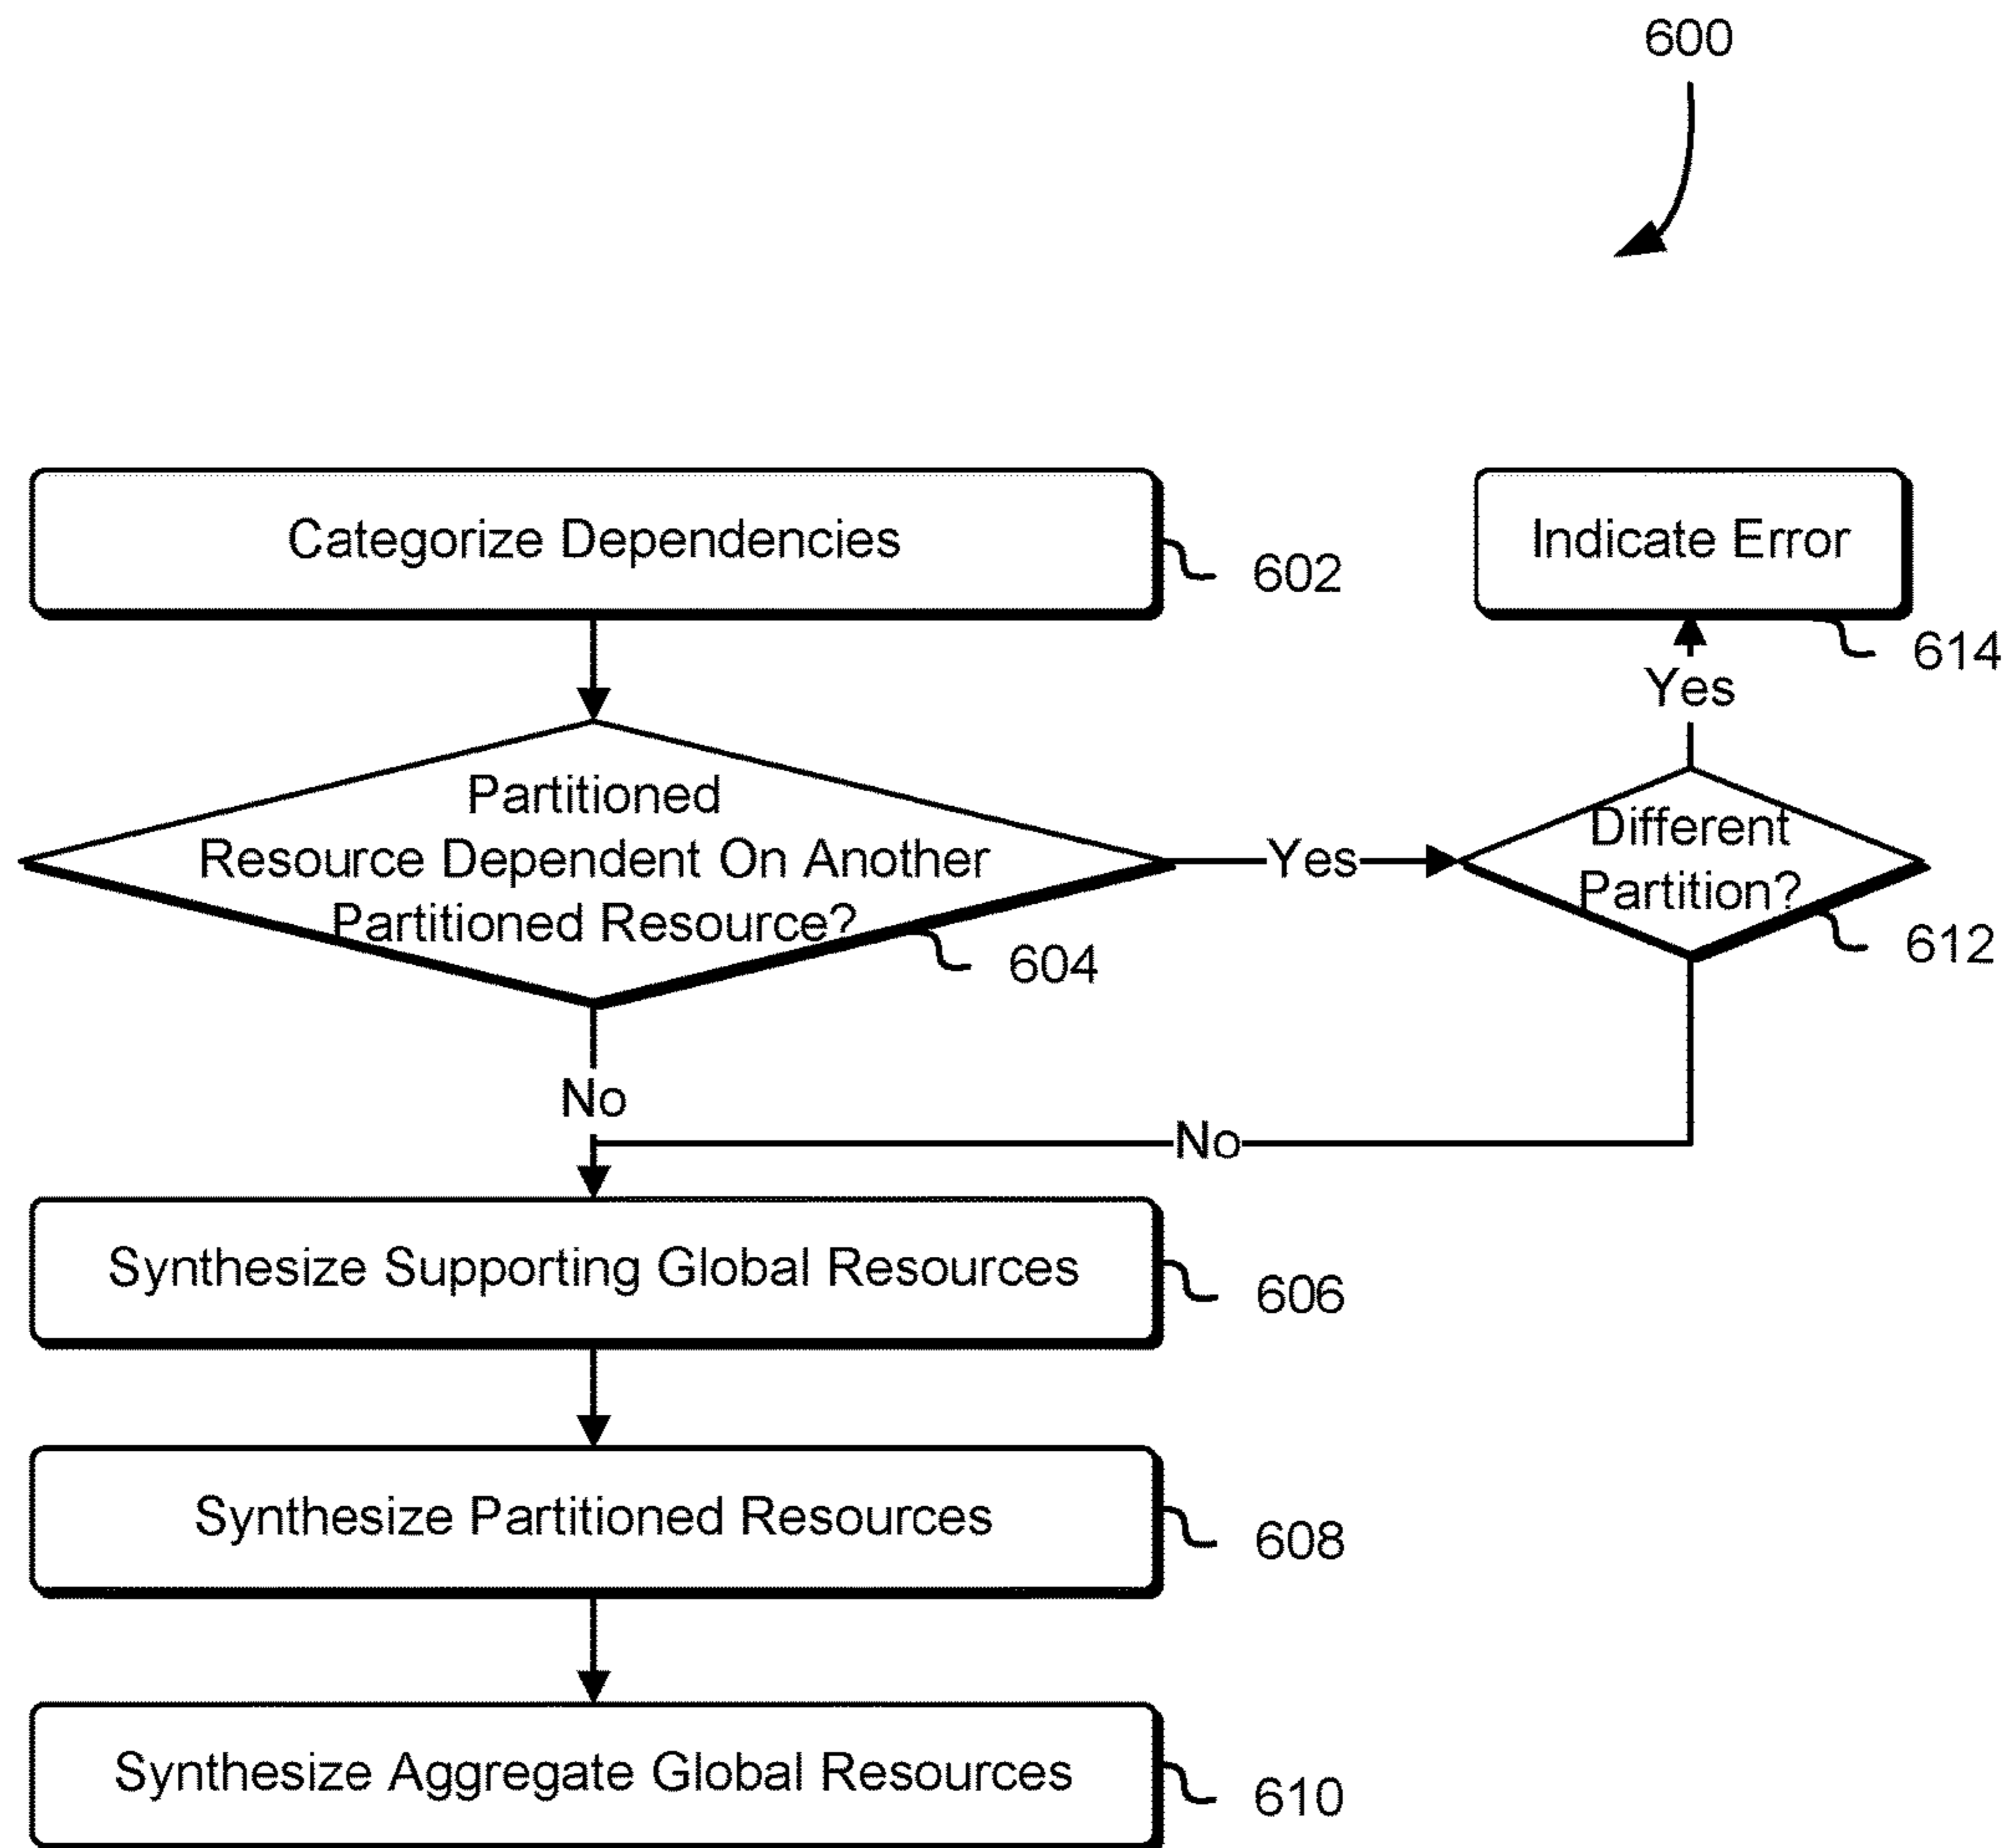 600
Categorize Dependencies
602
Indicate Error
614
Yes
Partitioned
Resource Dependent On Another
Partitioned Resource?
604
Yes
Different
Partition?
612
No
No
Synthesize Supporting Global Resources
606
Synthesize Partitioned Resources
608
Synthesize Aggregate Global Resources
610